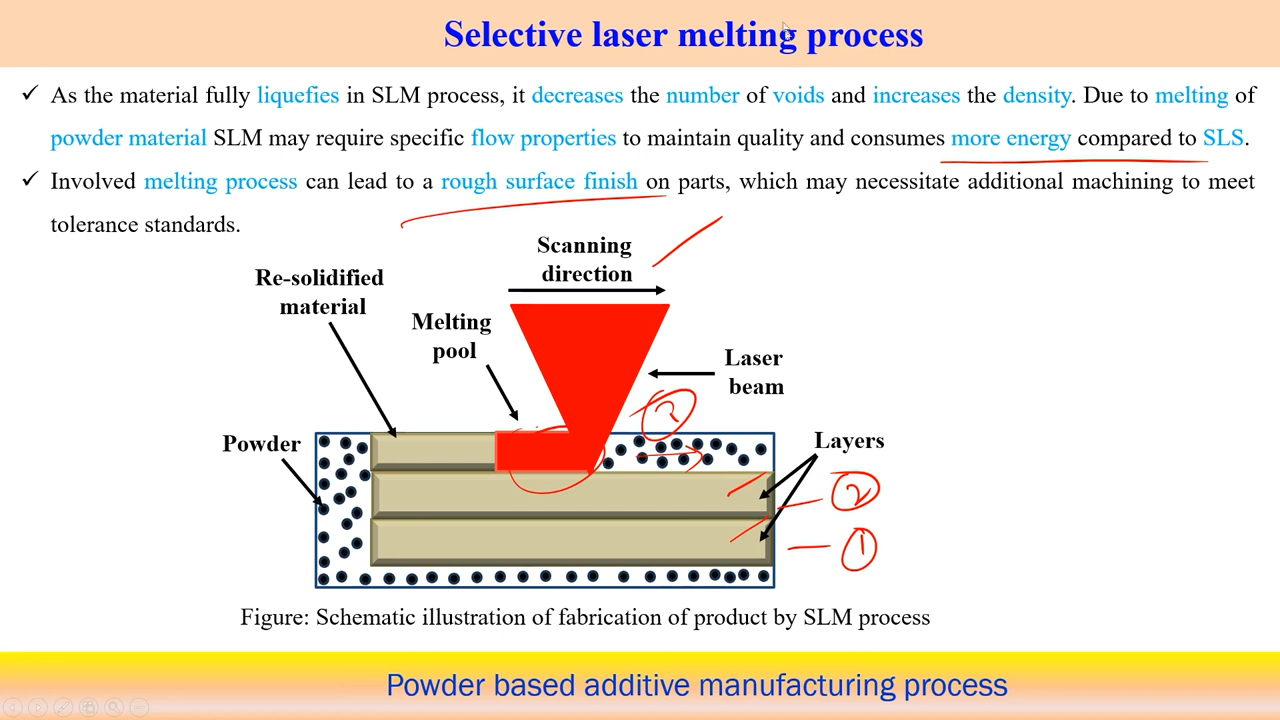 Selective laser melting process
✓ As the material fully liquefies in SLM process, it decreases the number of voids and increases the density. Due to melting of
powder material SLM may require specific flow properties to maintain quality and consumes more energy compared to SLS.
✓ Involved melting process can lead to a rough surface finish on parts, which may necessitate additional machining to meet
tolerance standards.
Scanning
direction
Re-solidified
material
Melting
pool
Laser
beam
Powder
Layers
2
1
Figure: Schematic illustration of fabrication of product by SLM process
Powder based additive manufacturing process